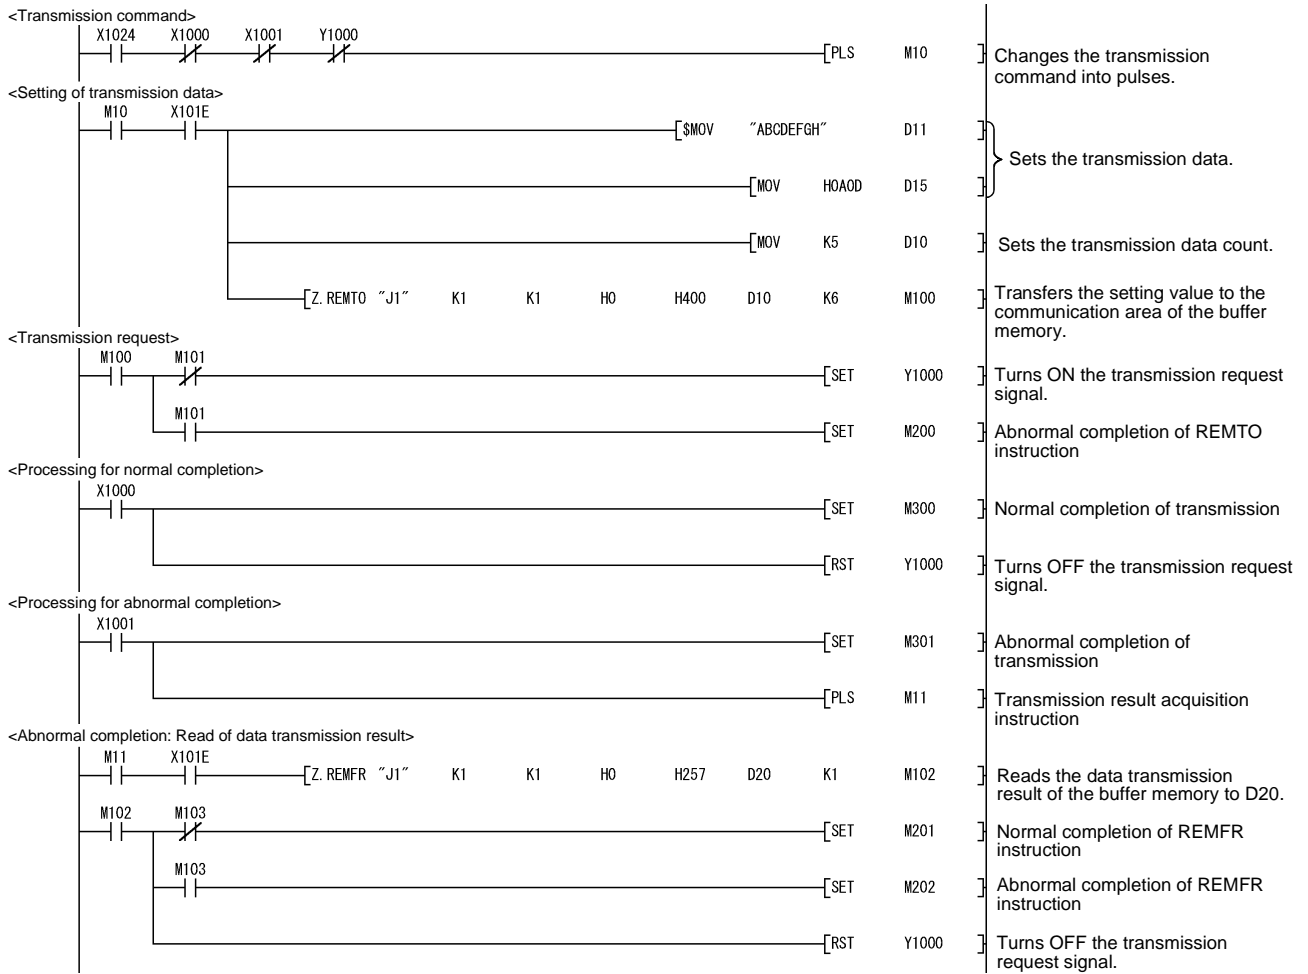 <Transmission command>
X1024 X1000 X1001 Y1000
PLS M10
Changes the transmission
command into pulses.
<Setting of transmission data>
M10 X101E
$MOV "ABCDEFGH" D11
Sets the transmission data.
MOV H0A0D D15
MOV K5 D10
Sets the transmission data count.
Z.REMTO "J1" K1 K1 H0 H400 D10 K6 M100
Transfers the setting value to the
communication area of the buffer
memory.
<Transmission request>
M100 M101
SET Y1000
Turns ON the transmission request
signal.
M101
SET M200
Abnormal completion of REMTO
instruction
<Processing for normal completion>
X1000
SET M300
Normal completion of transmission
RST Y1000
Turns OFF the transmission request
signal.
<Processing for abnormal completion>
X1001
SET M301
Abnormal completion of
transmission
PLS M11
Transmission result acquisition
instruction
<Abnormal completion: Read of data transmission result>
M11 X101E
Z.REMFR "J1" K1 K1 H0 H257 D20 K1 M102
Reads the data transmission
result of the buffer memory to D20.
M102 M103
SET M201
Normal completion of REMFR
instruction
M103
SET M202
Abnormal completion of REMFR
instruction
RST Y1000
Turns OFF the transmission
request signal.